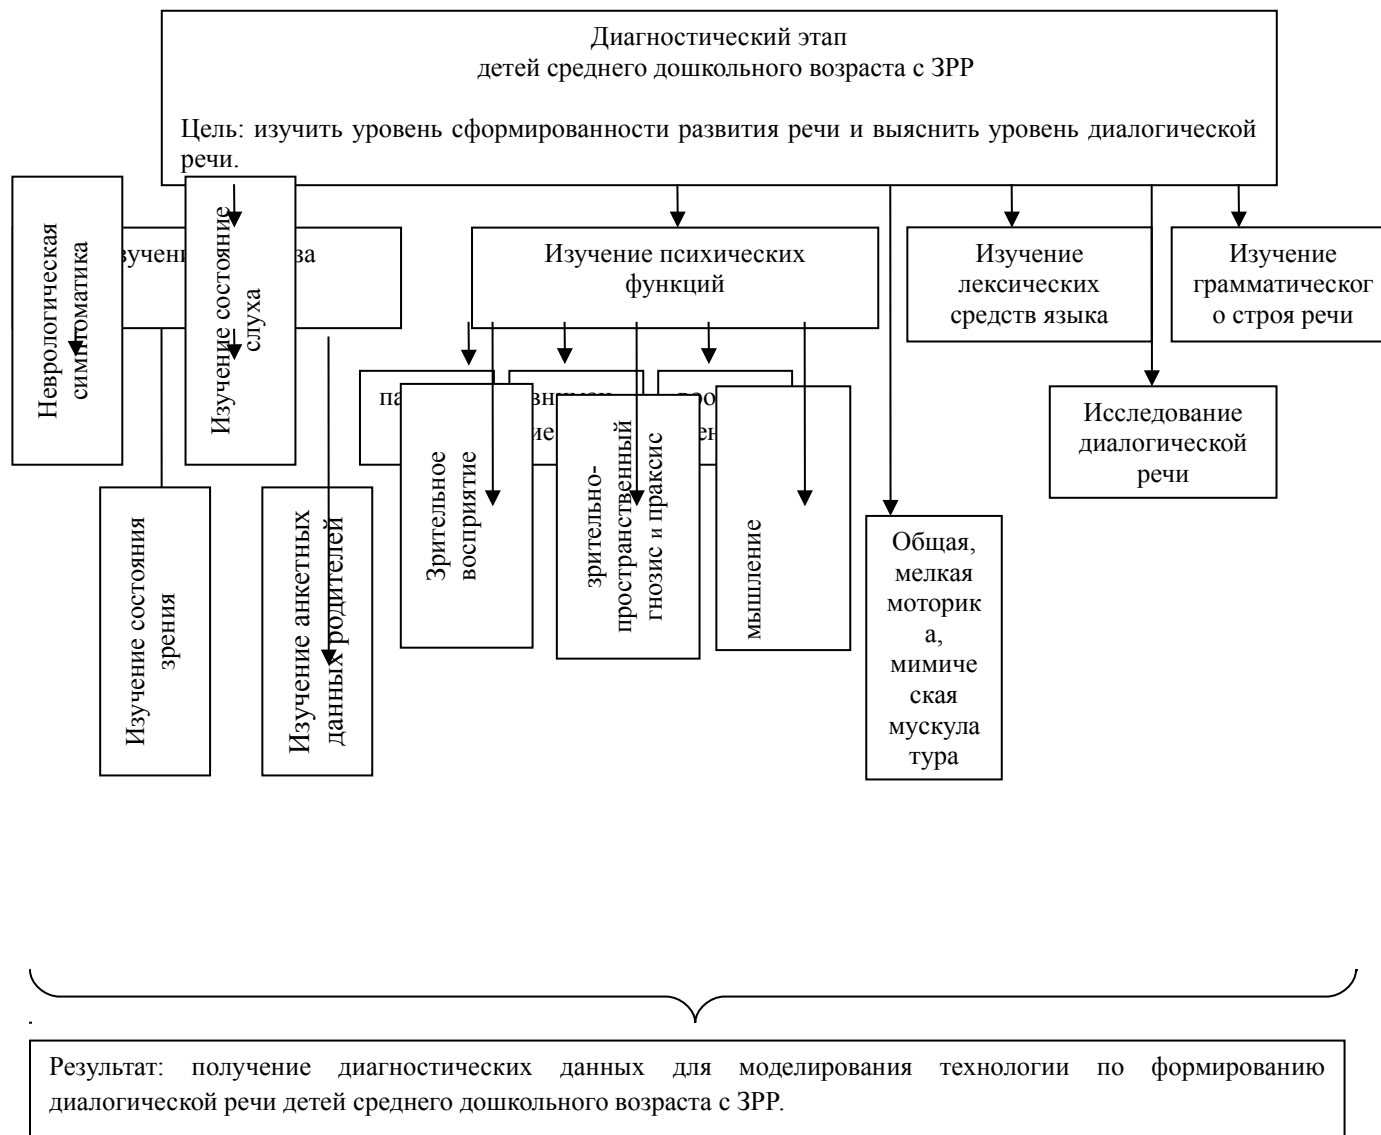 Диагностический этап
детей среднего дошкольного возраста с ЗРР
Цель: изучить уровень сформированности развития речи и выяснить уровень диалогической
речи.
Неврологическая
симптоматика
Изучение состояние
слуха
Изучение психических
функций
Изучение
лексических
средств языка
Изучение
грамматическог
о строя речи
Исследование
диалогической
речи
Зрительное
восприятие
зрительно-
пространственный
гнозис и праксис
мышление
Изучение состояния
зрения
Изучение анкетных
данных родителей
Общая,
мелкая
моторик
а,
мимиче
ская
мускула
тура
Результат: получение диагностических данных для моделирования технологии по формированию
диалогической речи детей среднего дошкольного возраста с ЗРР.